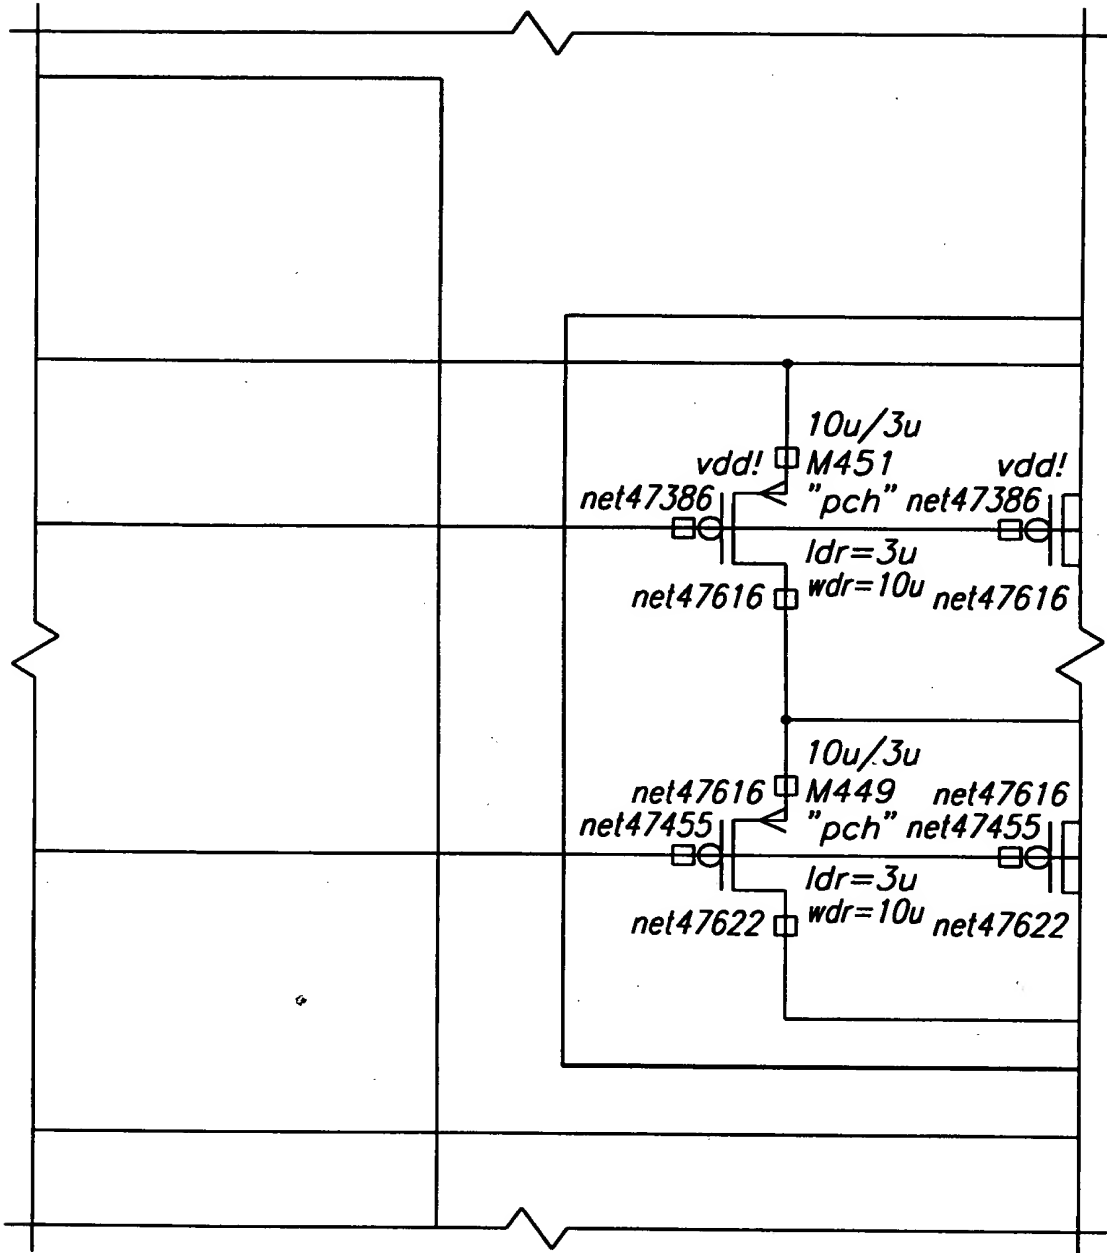 10u/3u
vdd! M451 vdd!
net47386 "pch" net47386
ldr=3u
net47616 wdr=10u net47616
10u/3u
net47616 M449 net47616
net47455 "pch" net47455
ldr=3u
net47622 wdr=10u net47622